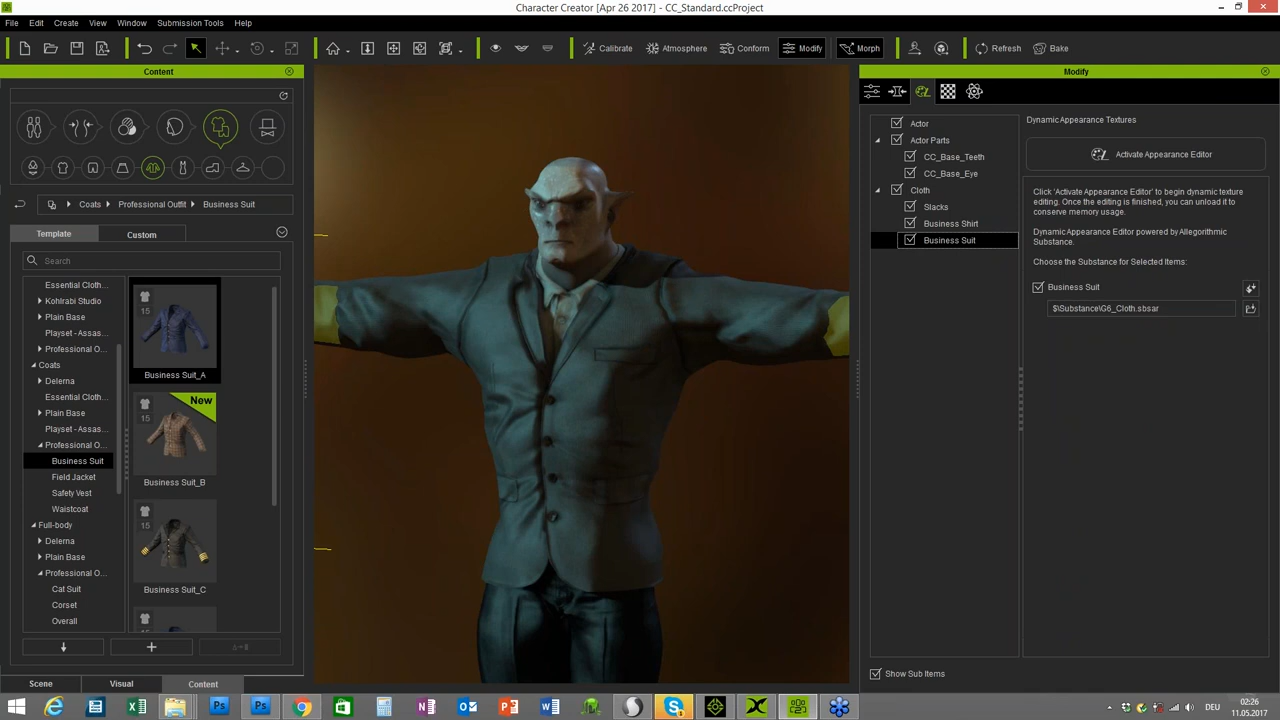 Character Creator [Apr 26 2017] - CC_Standard.ccProject
File Edit Create View Window Submission Tools Help
Calibrate Atmosphere Conform Modify Morph Refresh Bake
Content
Coats Professional Outfit Business Suit
Template Custom
Search
Essential Cloth...
Kohlrabi Studio
Plain Base
Playset - Assas...
Professional O...
Coats
Delerna
Essential Cloth...
Plain Base
Playset - Assas...
Professional O...
Business Suit
Field Jacket
Safety Vest
Waistcoat
Full-body
Delerna
Plain Base
Professional O...
Cat Suit
Corset
Overall
15
Business Suit_A
New
15
Business Suit_B
15
Business Suit_C
15
Scene Visual Content
Modify
Actor
Actor Parts
CC_Base_Teeth
CC_Base_Eye
Cloth
Slacks
Business Shirt
Business Suit
Show Sub Items
Dynamic Appearance Textures
Activate Appearance Editor
Click 'Activate Appearance Editor' to begin dynamic texture
editing. Once the editing is finished, you can unload it to
conserve memory usage.
Dynamic Appearance Editor powered by Allegorithmic
Substance.
Choose the Substance for Selected Items:
Business Suit
$\Substance\G6_Cloth.sbsar
DEU
02:26
11.05.2017